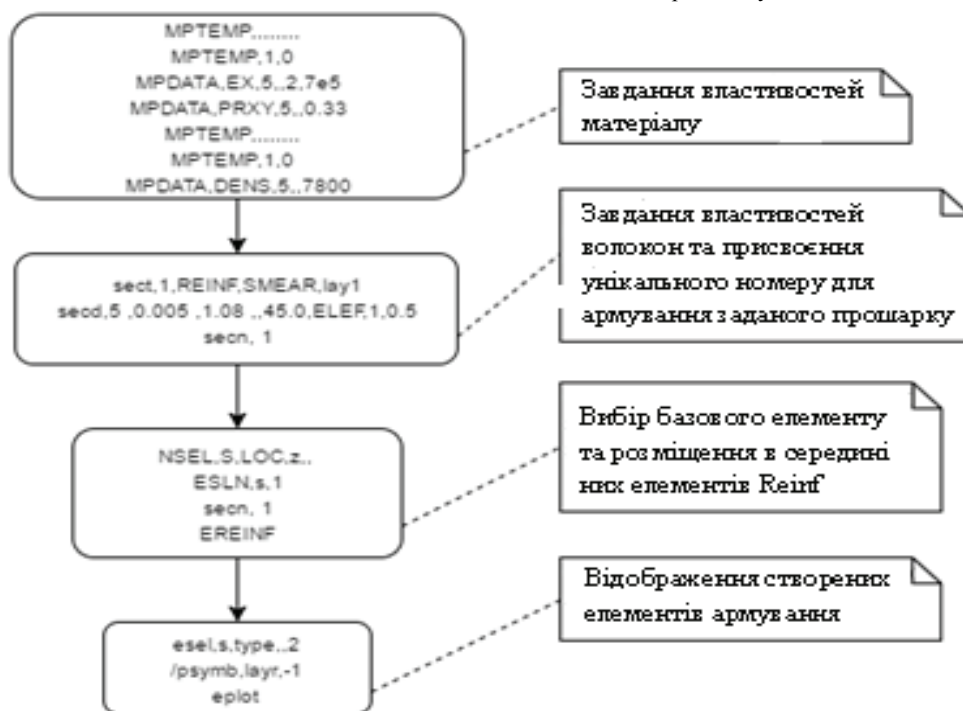 MPTEMP,,,,,,,,
MPTEMP,1,0
MPDATA,EX,5,,2,7e5
MPDATA,PRXY,5,,0.33
MPTEMP,,,,,,,,
MPTEMP,1,0
MPDATA,DENS,5,,7800
Завдання властивостей
матеріалу
sect,1,REINF,SMEAR,lay1
secd,5 ,0.005 ,1.08 ,,45.0,ELEF,1,0.5
secn, 1
Завдання властивостей
волокон та присвоєння
унікального номеру для
армування заданого прошарку
NSEL,S,LOC,z,,
ESLN,s,1
secn, 1
EREINF
Вибір базового елементу
та розміщення в середині
них елементів Reinf
esel,s,type,,2
/psymb,layr,-1
eplot
Відображення створених
елементів армування